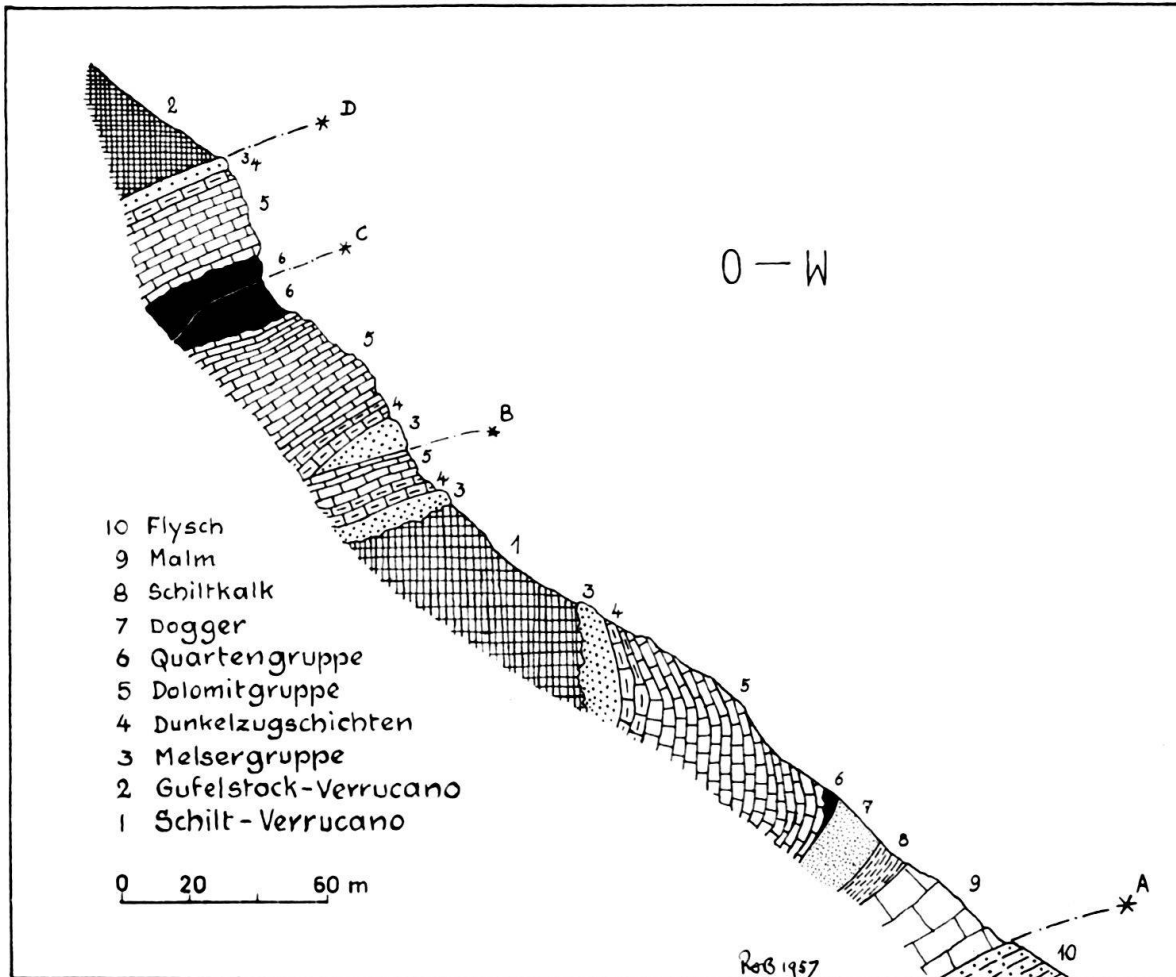 2
D
3 4
5
C
6
6
5
4
3
B
5
4
3
1
3
4
5
6
7
8
9
A
10
W — O
10 Flysch
9 Malm
8 Schiltkalk
7 Dogger
6 Quartengruppe
5 Dolomitgruppe
4 Dunkelzugschichten
3 Melsergruppe
2 Gufelstock-Verrucano
1 Schilt-Verrucano
0 20 60 m
RoB 1957